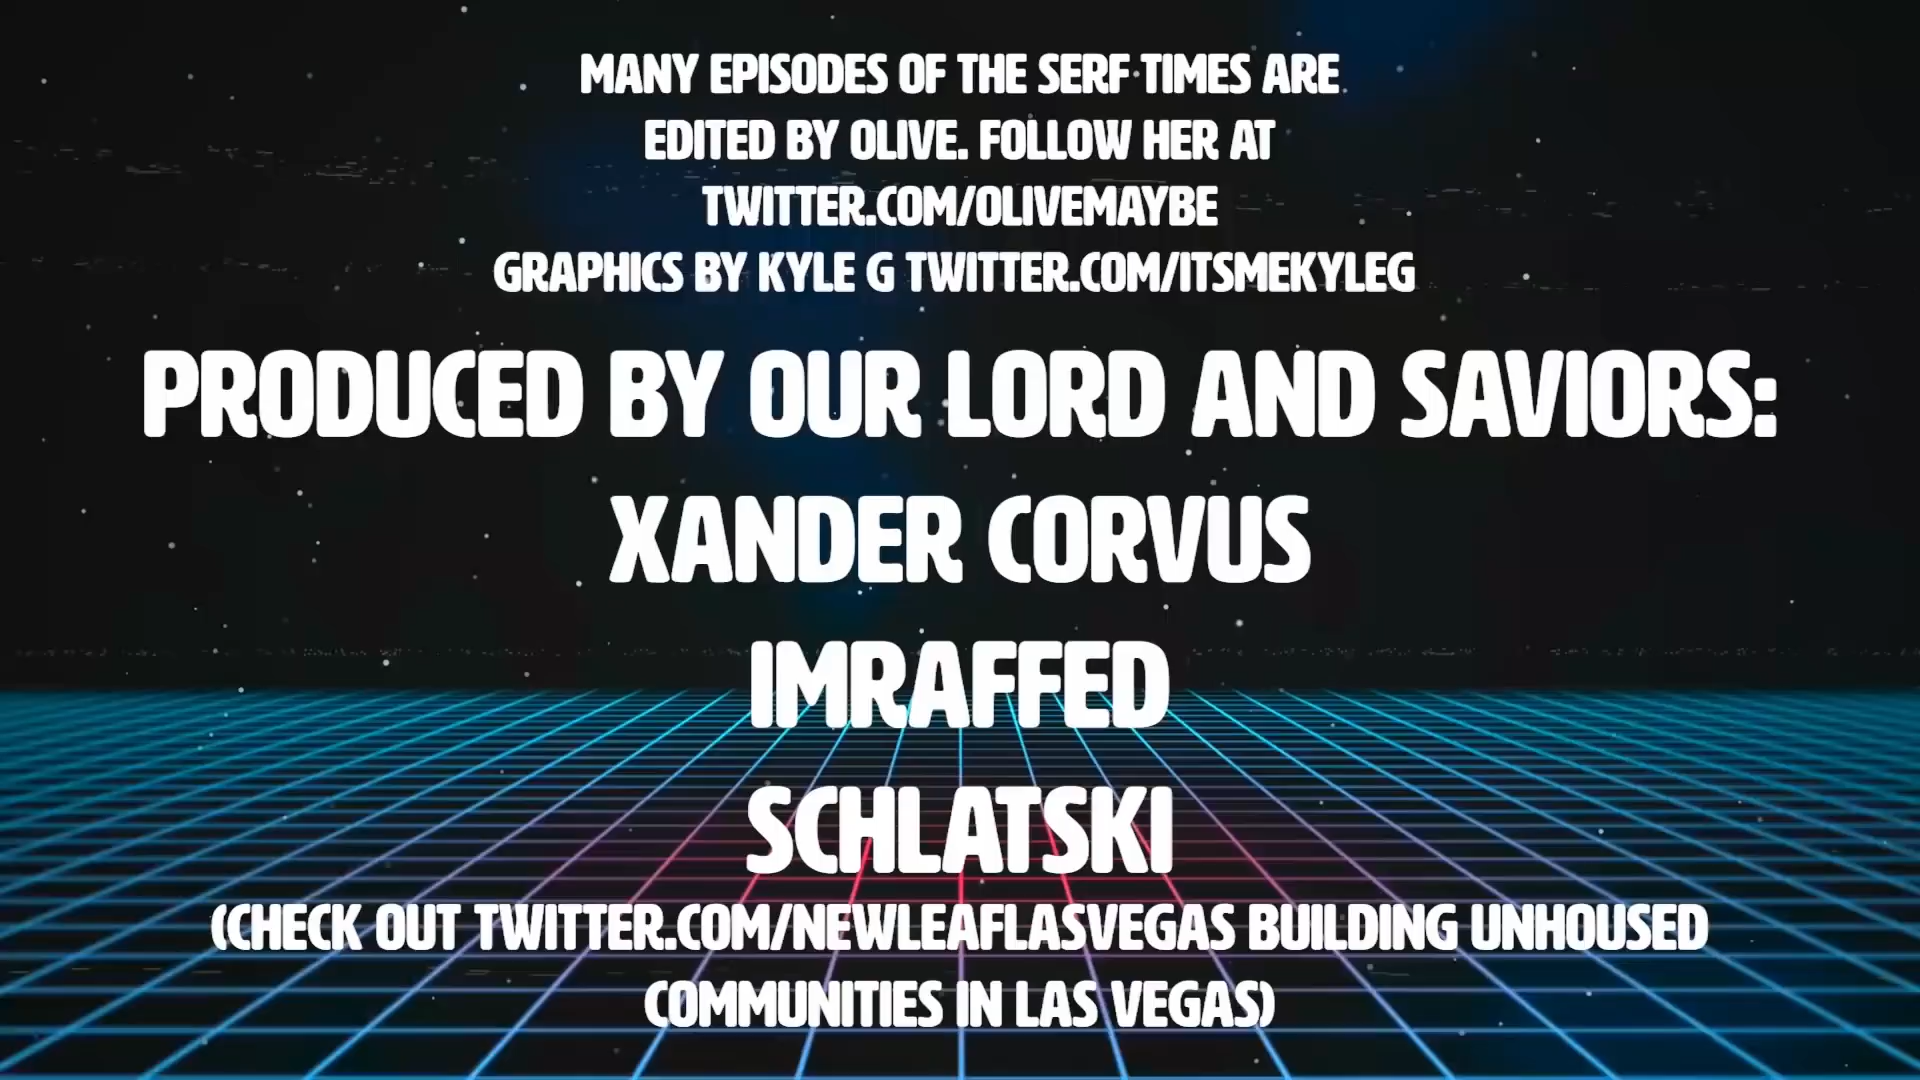 MANY EPISODES OF THE SERF TIMES ARE
EDITED BY OLIVE. FOLLOW HER AT
TWITTER.COM/OLIVEMAYBE
GRAPHICS BY KYLE G TWITTER.COM/ITSMEKYLEG
PRODUCED BY OUR LORD AND SAVIORS:
XANDER CORVUS
IMRAFFED
SCHLATSKI
(CHECK OUT TWITTER.COM/NEWLEAFLASVEGAS BUILDING UNHOUSED
COMMUNITIES IN LAS VEGAS)